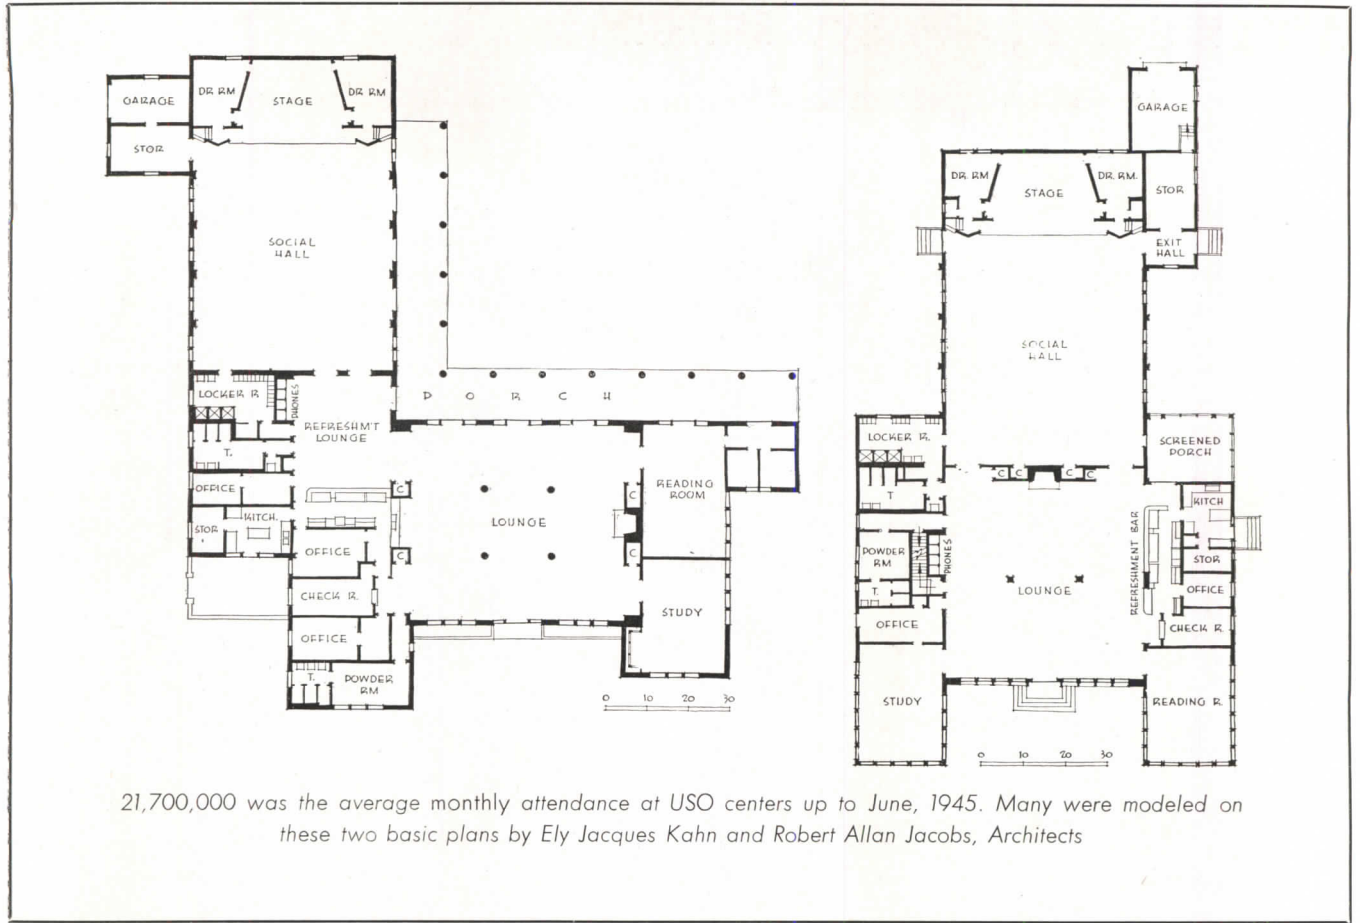 GARAGE
DR RM
STAGE
DR RM
STOR
SOCIAL
HALL
LOCKER R.
PHONES
REFRESHM'T
LOUNGE
PORCH
T.
OFFICE
STOR
KITCH.
C
C
LOUNGE
C
C
READING
ROOM
OFFICE
CHECK R.
OFFICE
T.
POWDER
RM
STUDY
0 10 20 30
GARAGE
DR. RM
STAGE
DR. RM.
STOR
EXIT
HALL
SOCIAL
HALL
LOCKER R.
SCREENED
PORCH
C C C C
T
KITCH
STOR
POWDER
RM
PHONES
T.
LOUNGE
REFRESHMENT BAR
OFFICE
OFFICE
CHECK R.
STUDY
READING R.
0 10 20 30
21,700,000 was the average monthly attendance at USO centers up to June, 1945. Many were modeled on
these two basic plans by Ely Jacques Kahn and Robert Allan Jacobs, Architects